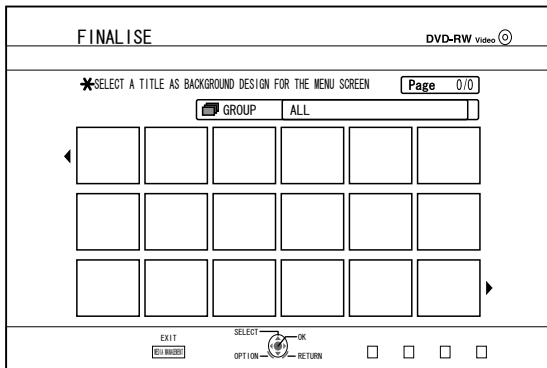 FINALISE
DVD-RW Video
*SELECT A TITLE AS BACKGROUND DESIGN FOR THE MENU SCREEN
Page 0/0
GROUP ALL
EXIT
MEDIA MANAGEMENT
SELECT
OK
OPTION
RETURN